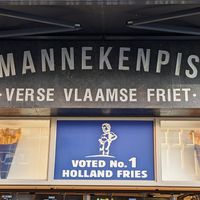 MANNEKENPIS
- VERSE VLAAMSE FRIET -
VOTED No. 1
HOLLAND FRIES